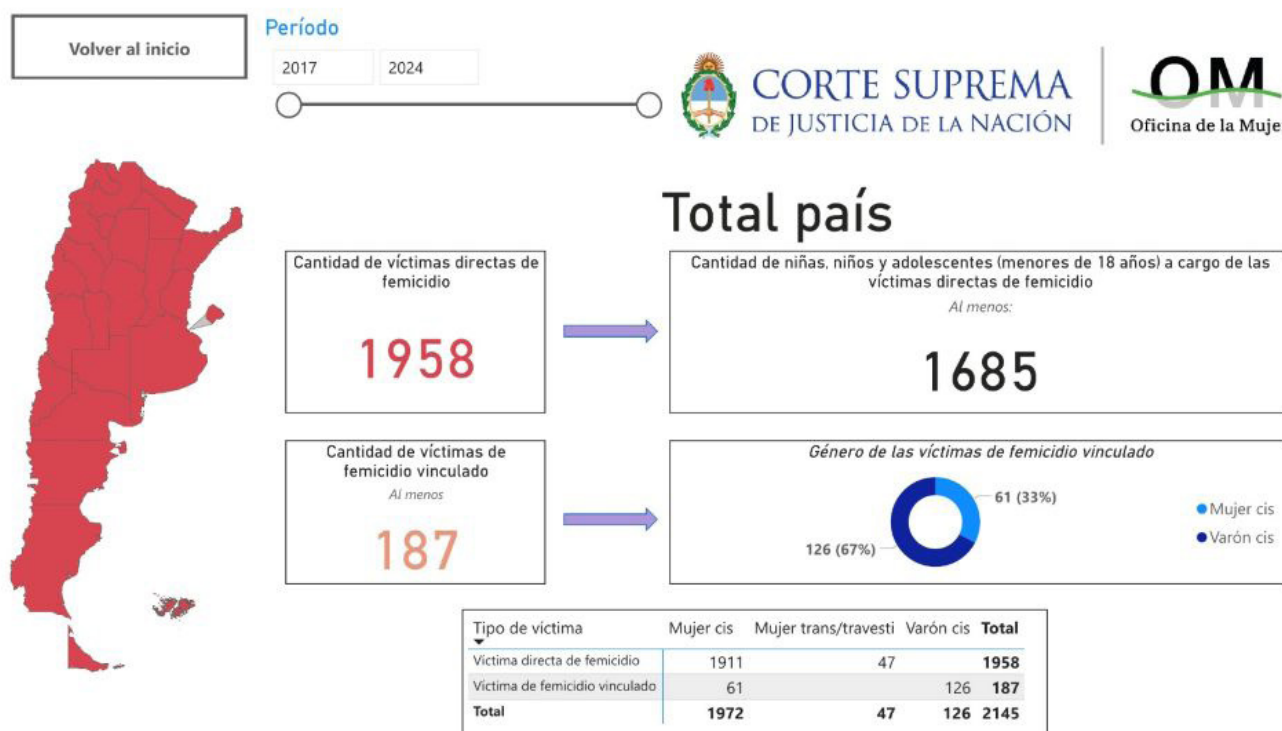 Volver al inicio
Período
2017 2024
CORTE SUPREMA
DE JUSTICIA DE LA NACIÓN
OM
Oficina de la Muje
Total país
Cantidad de víctimas directas de
femicidio
1958
Cantidad de niñas, niños y adolescentes (menores de 18 años) a cargo de las
víctimas directas de femicidio
Al menos:
1685
Cantidad de víctimas de
femicidio vinculado
Al menos
187
Género de las víctimas de femicidio vinculado
61 (33%)
126 (67%)
Mujer cis
Varón cis
Tipo de víctima Mujer cis Mujer trans/travesti Varón cis Total
Víctima directa de femicidio 1911 47 1958
Víctima de femicidio vinculado 61 126 187
Total 1972 47 126 2145